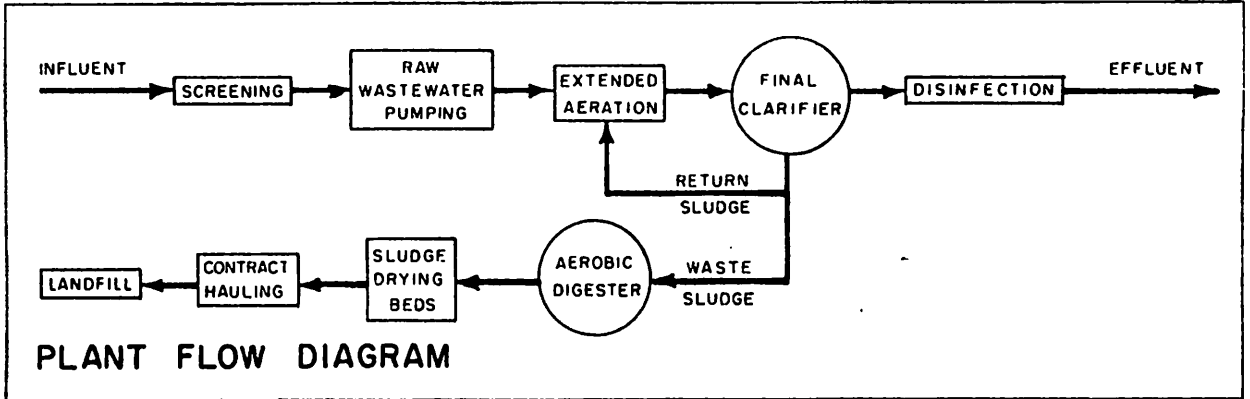 INFLUENT
SCREENING
RAW
WASTEWATER
PUMPING
EXTENDED
AERATION
FINAL
CLARIFIER
DISINFECTION
EFFLUENT
RETURN
SLUDGE
WASTE
SLUDGE
AEROBIC
DIGESTER
SLUDGE
DRYING
BEDS
CONTRACT
HAULING
LANDFILL
PLANT FLOW DIAGRAM